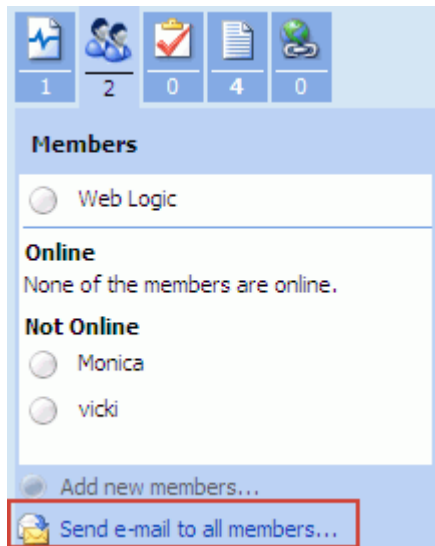 1 2 0 4 0
Members
Web Logic
Online
None of the members are online.
Not Online
Monica
vicki
Add new members...
Send e-mail to all members...